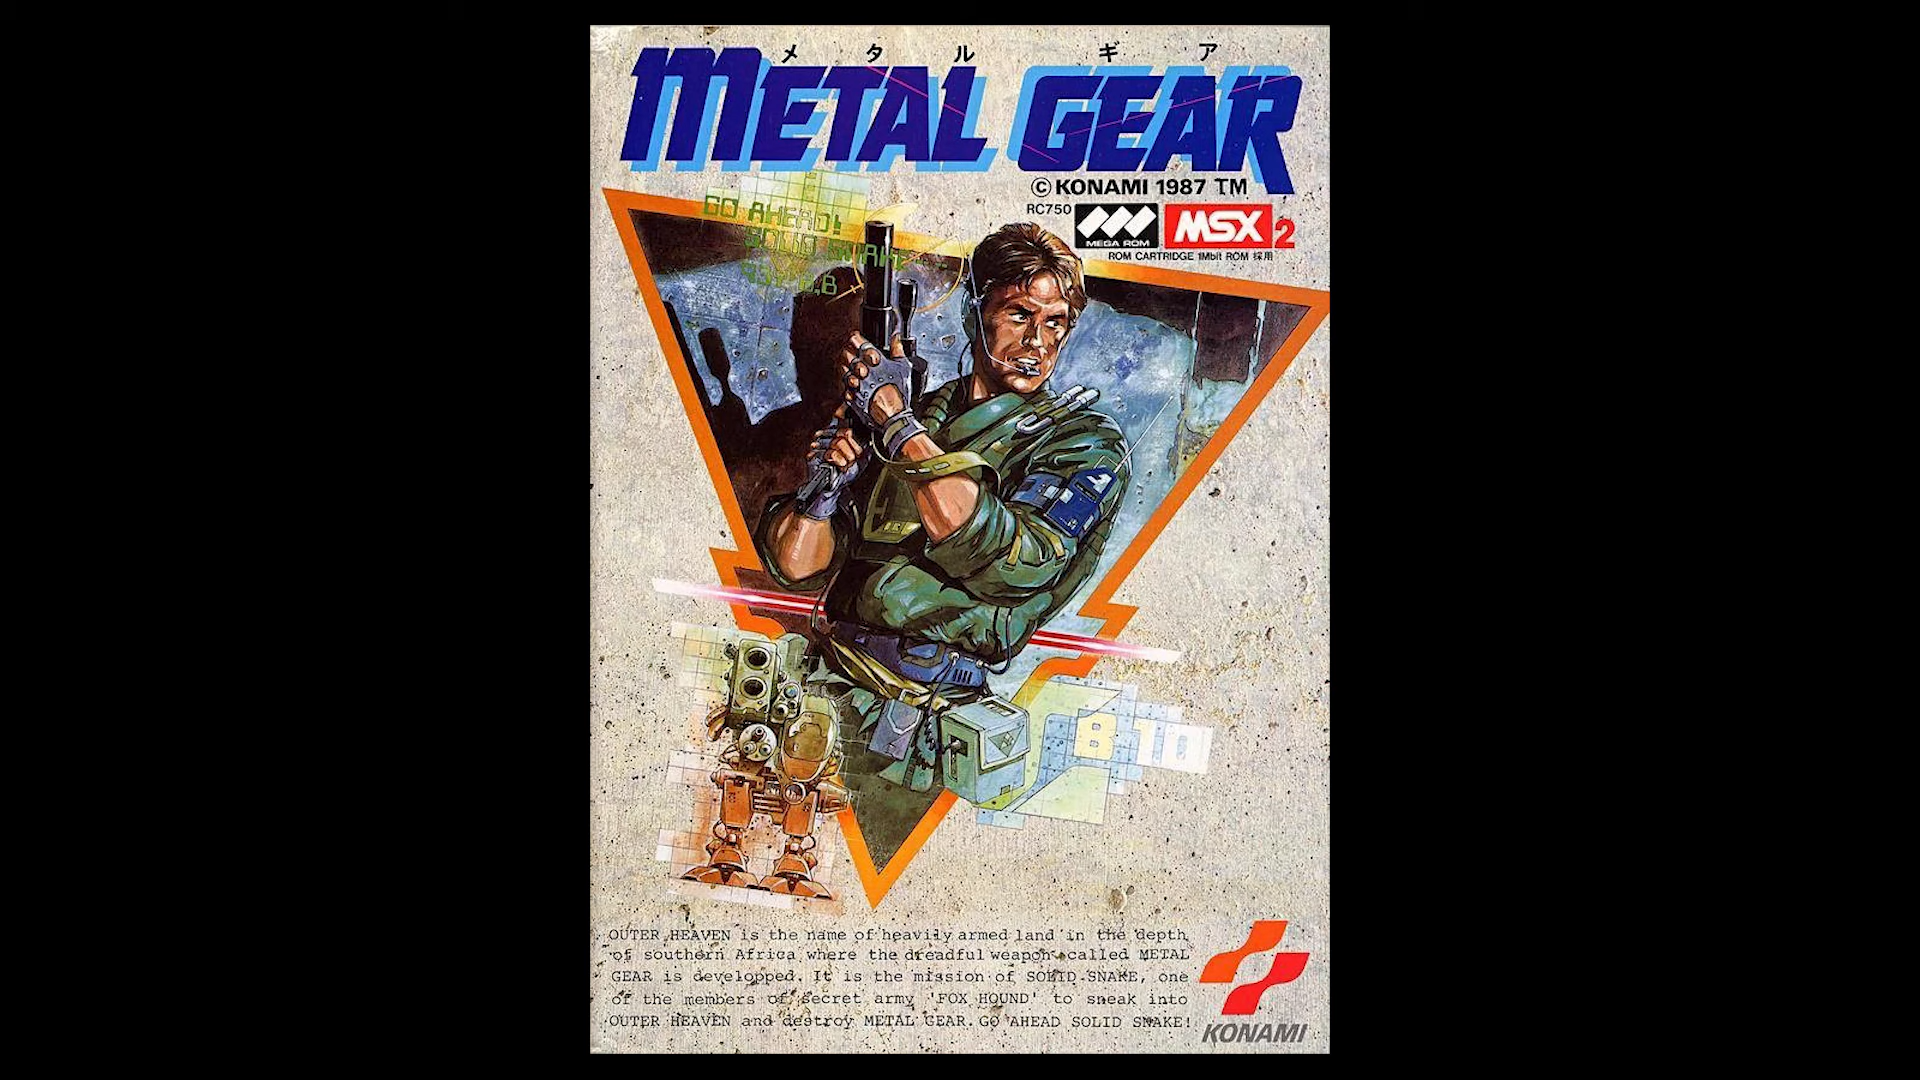 メタル ギア
METAL GEAR
© KONAMI 1987 TM
RC750
MEGA ROM
MSX 2
ROM CARTRIDGE 1Mbit ROM 採用
GO AHEAD!
SOLID SNAKE
B 10
OUTER HEAVEN is the name of heavily armed land in the depth
of southern Africa where the dreadful weapon called METAL
GEAR is developped. It is the mission of SOLID SNAKE, one
of the members of secret army 'FOX HOUND' to sneak into
OUTER HEAVEN and destroy METAL GEAR. GO AHEAD SOLID SNAKE!
KONAMI